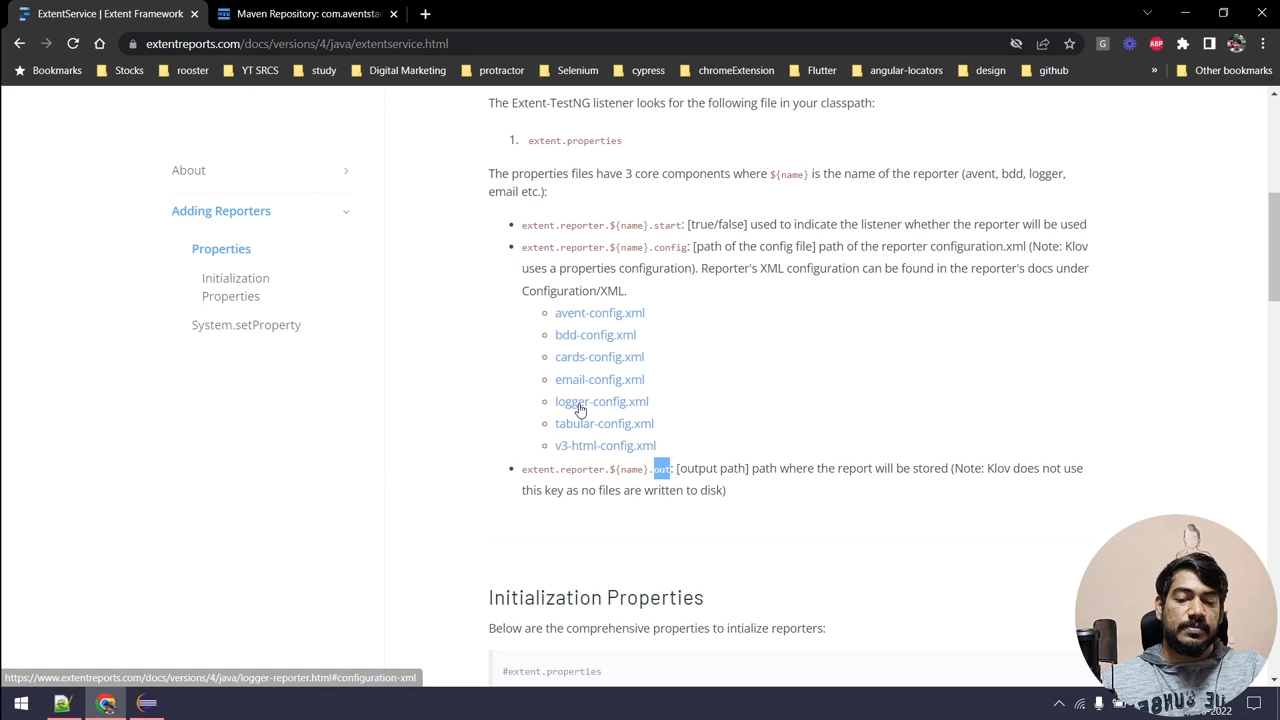 ExtentService | Extent Framework
Maven Repository: com.aventstac
extentreports.com/docs/versions/4/java/extentservice.html
Bookmarks
Socks
rooster
YT SRCS
study
Digital Marketing
protractor
Selenium
cypress
chromeExtension
Flutter
angular-locators
design
github
»
Other bookmarks
The Extent-TestNG listener looks for the following file in your classpath:
1. extent.properties
The properties files have 3 core components where ${name} is the name of the reporter (avent, bdd, logger,
email etc.):
• extent.reporter.${name}.start: [true/false] used to indicate the listener whether the reporter will be used
• extent.reporter.${name}.config: [path of the config file] path of the reporter configuration.xml (Note: Klov
uses a properties configuration). Reporter's XML configuration can be found in the reporter's docs under
Configuration/XML.
avent-config.xml
bdd-config.xml
cards-config.xml
email-config.xml
logger-config.xml
tabular-config.xml
v3-html-config.xml
• extent.reporter.${name}.out: [output path] path where the report will be stored (Note: Klov does not use
this key as no files are written to disk)
About
Adding Reporters
Properties
Initialization
Properties
System.setProperty
Initialization Properties
Below are the comprehensive properties to intialize reporters:
#extent.properties
https://www.extentreports.com/docs/versions/4/java/logger-reporter.html#configuration-xml